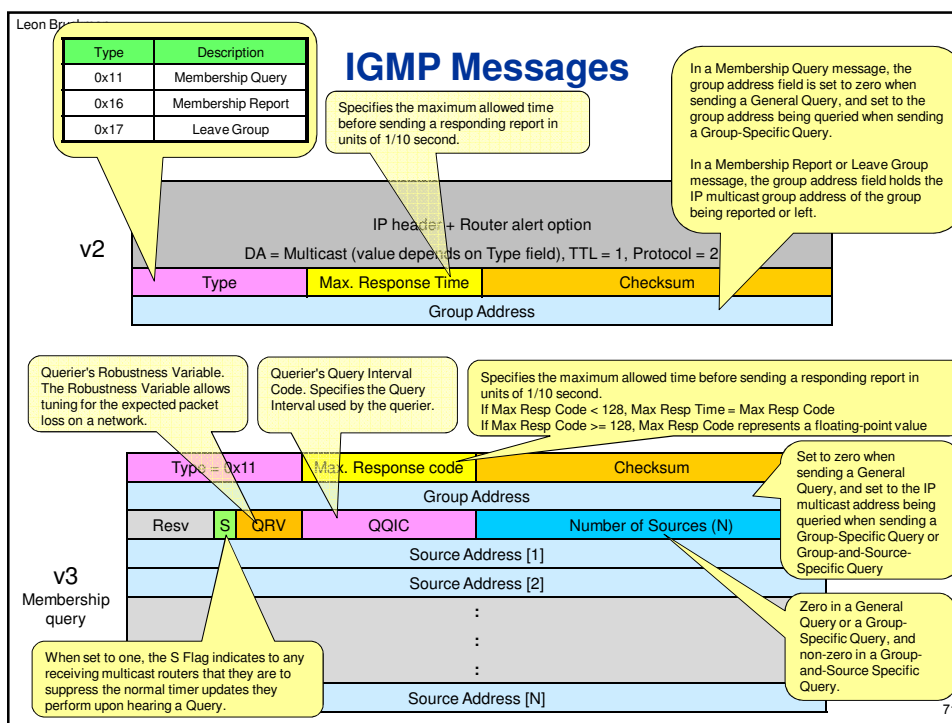 Leon
IGMP Messages
Type Description
0x11 Membership Query
0x16 Membership Report
0x17 Leave Group
Specifies the maximum allowed time
before sending a responding report in
units of 1/10 second.
In a Membership Query message, the
group address field is set to zero when
sending a General Query, and set to the
group address being queried when sending
a Group-Specific Query.
In a Membership Report or Leave Group
message, the group address field holds the
IP multicast group address of the group
being reported or left.
v2
IP header + Router alert option
DA = Multicast (value depends on Type field), TTL = 1, Protocol = 2
Type Max. Response Time Checksum
Group Address
Querier's Robustness Variable.
The Robustness Variable allows
tuning for the expected packet
loss on a network.
Querier's Query Interval
Code. Specifies the Query
Interval used by the querier.
Specifies the maximum allowed time before sending a responding report in
units of 1/10 second.
If Max Resp Code < 128, Max Resp Time = Max Resp Code
If Max Resp Code >= 128, Max Resp Code represents a floating-point value
Type = 0x11 Max. Response code Checksum
Group Address
Resv S QRV QQIC Number of Sources (N)
Source Address [1]
Source Address [2]
:
:
:
Source Address [N]
v3
Membership
query
Set to zero when
sending a General
Query, and set to the IP
multicast address being
queried when sending a
Group-Specific Query or
Group-and-Source-
Specific Query
Zero in a General
Query or a Group-
Specific Query, and
non-zero in a Group-
and-Source Specific
Query.
When set to one, the S Flag indicates to any
receiving multicast routers that they are to
suppress the normal timer updates they
perform upon hearing a Query.
7